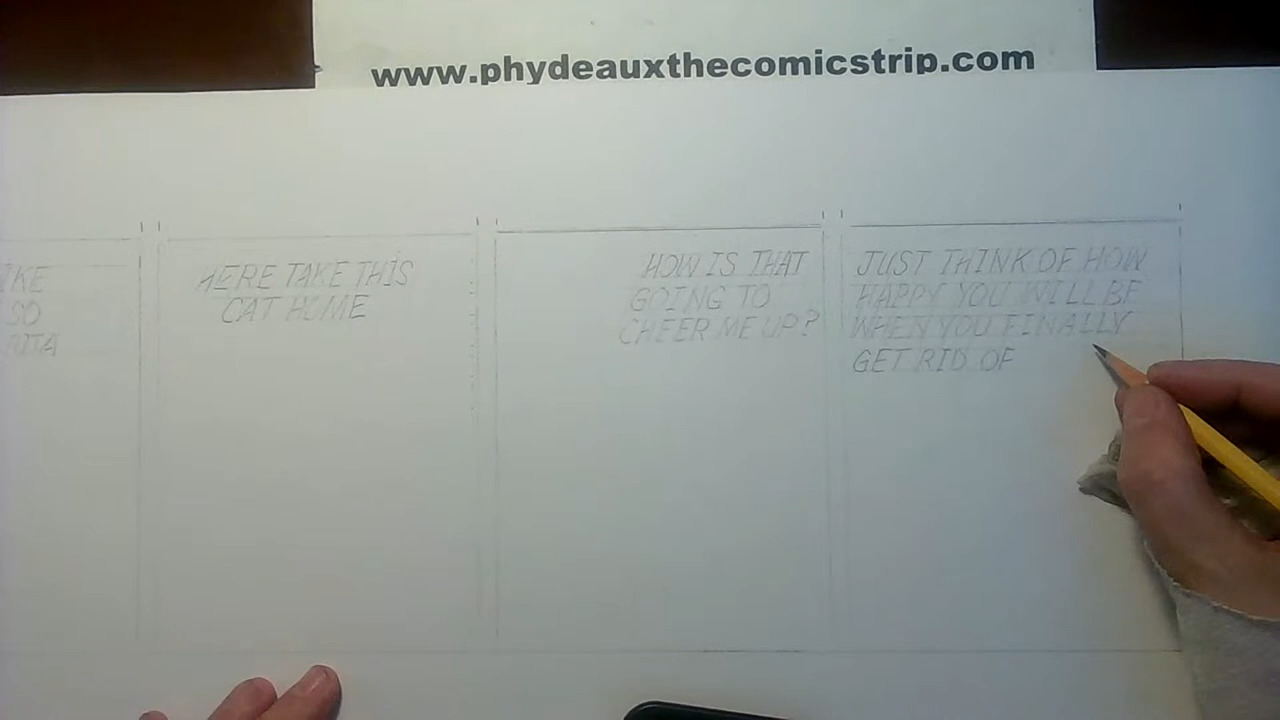 www.phydeauxthecomicstrip.com
IKE
SO
HERE TAKE THIS
CAT HOME
HOW IS THAT
GOING TO
CHEER ME UP?
JUST THINK OF HOW
HAPPY YOU WILL BE
WHEN YOU FINALLY
GET RID OF